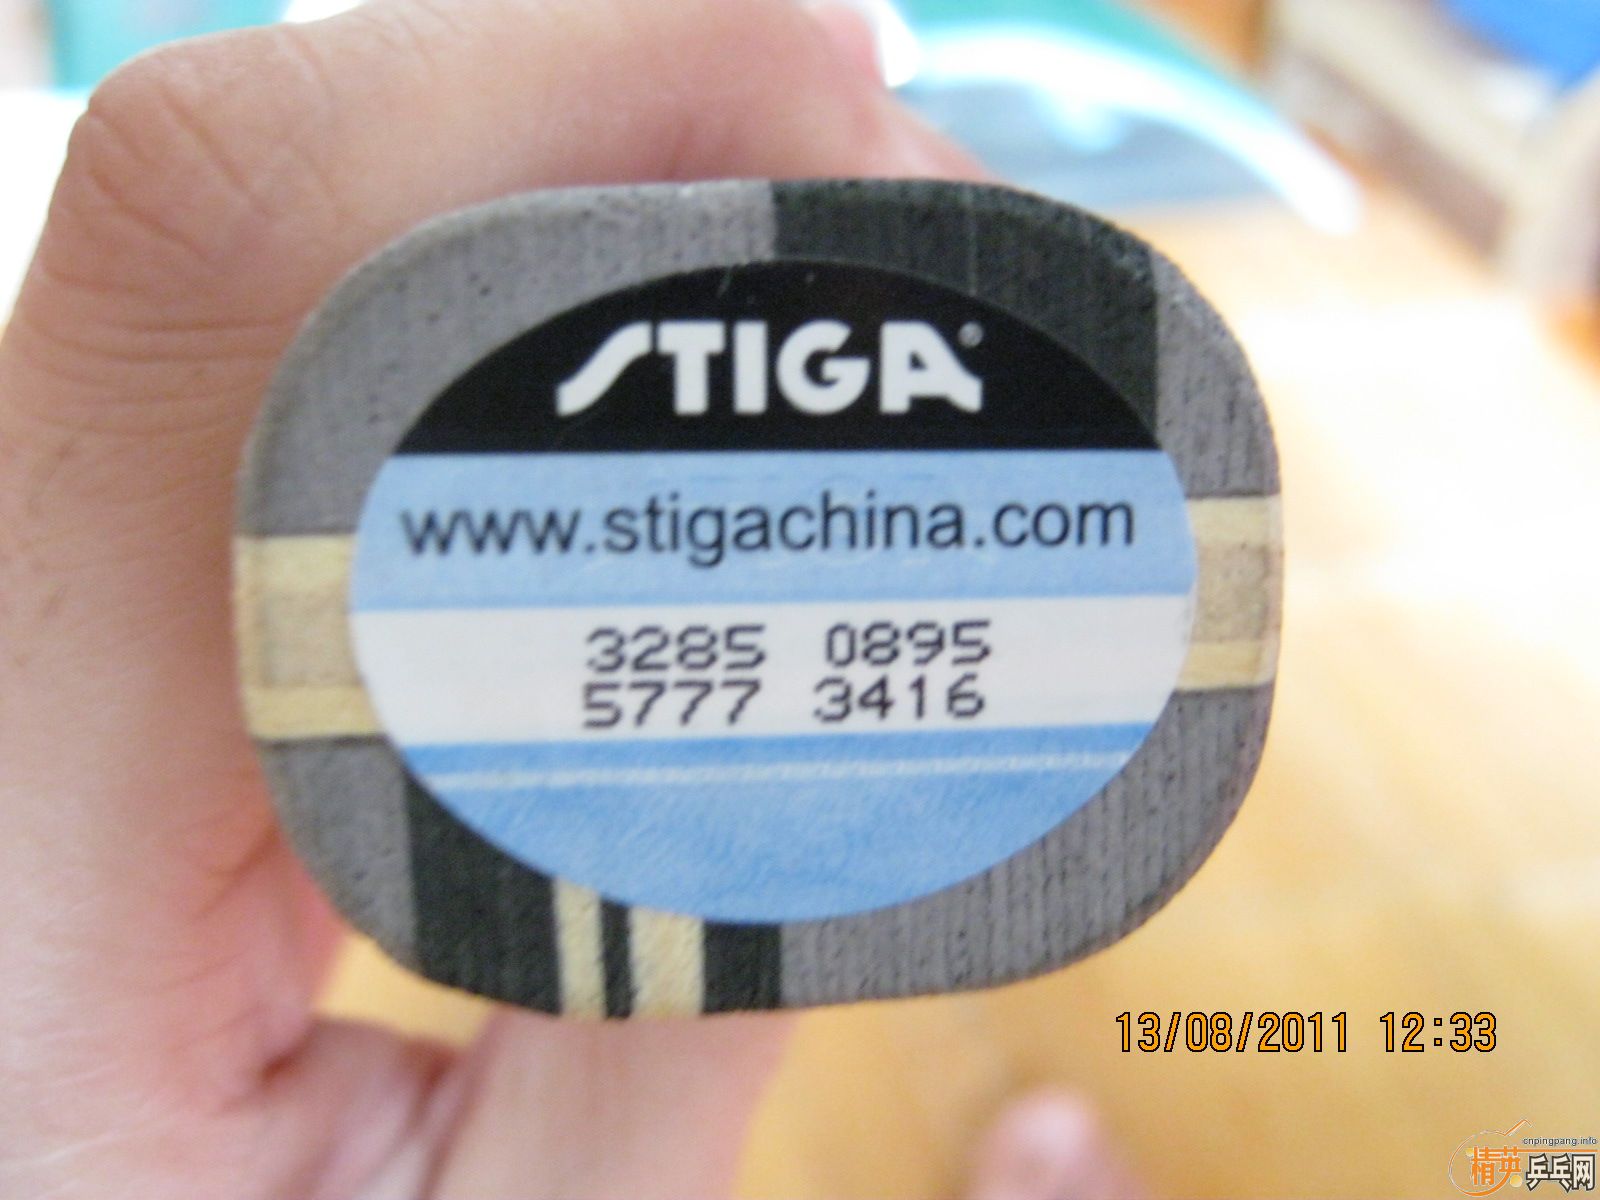 STIGA®
www.stigachina.com
3285 0895
5777 3416
13/08/2011 12:33
cnpingpang.info
精英乒乓网